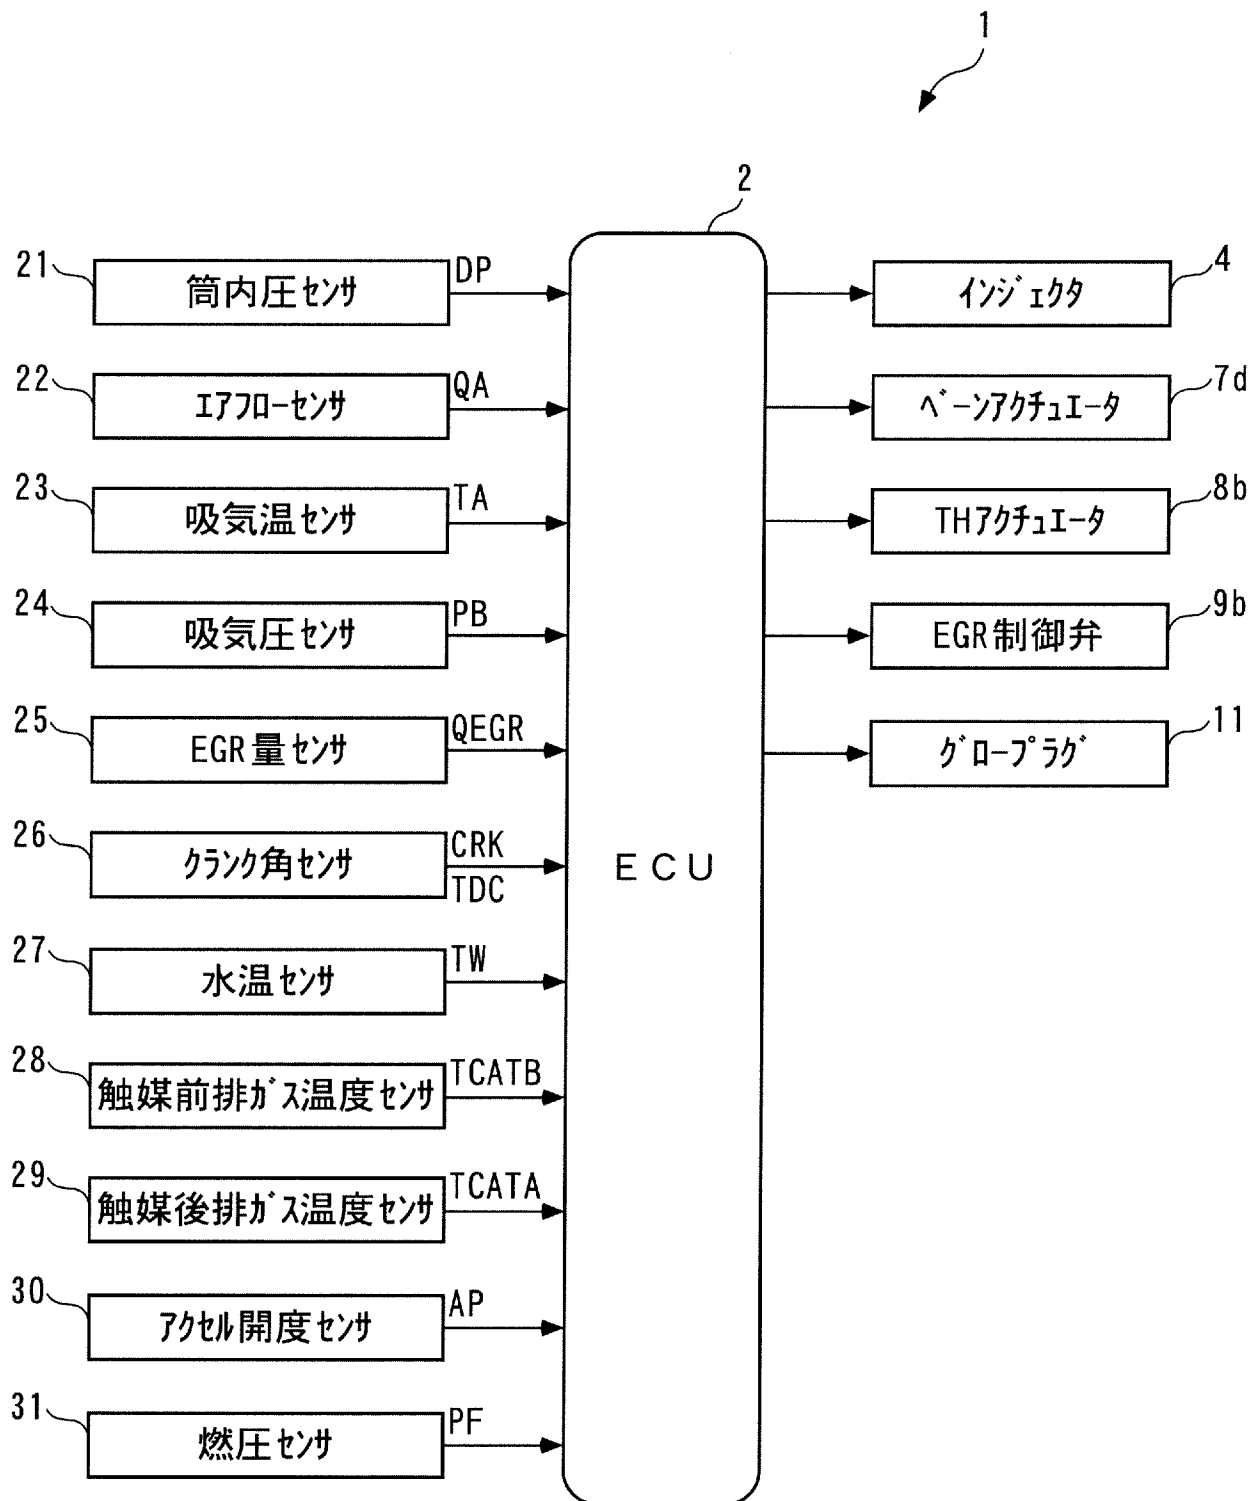 1
2
21
筒内圧センサ
DP
22
エアフローセンサ
QA
23
吸気温センサ
TA
24
吸気圧センサ
PB
25
EGR量センサ
QEGR
26
クランク角センサ
CRK
TDC
27
水温センサ
TW
28
触媒前排ガス温度センサ
TCATB
29
触媒後排ガス温度センサ
TCATA
30
アクセル開度センサ
AP
31
燃圧センサ
PF
ECU
インジェクタ
4
ベーンアクチュエータ
7d
THアクチュエータ
8b
EGR制御弁
9b
グロープラグ
11